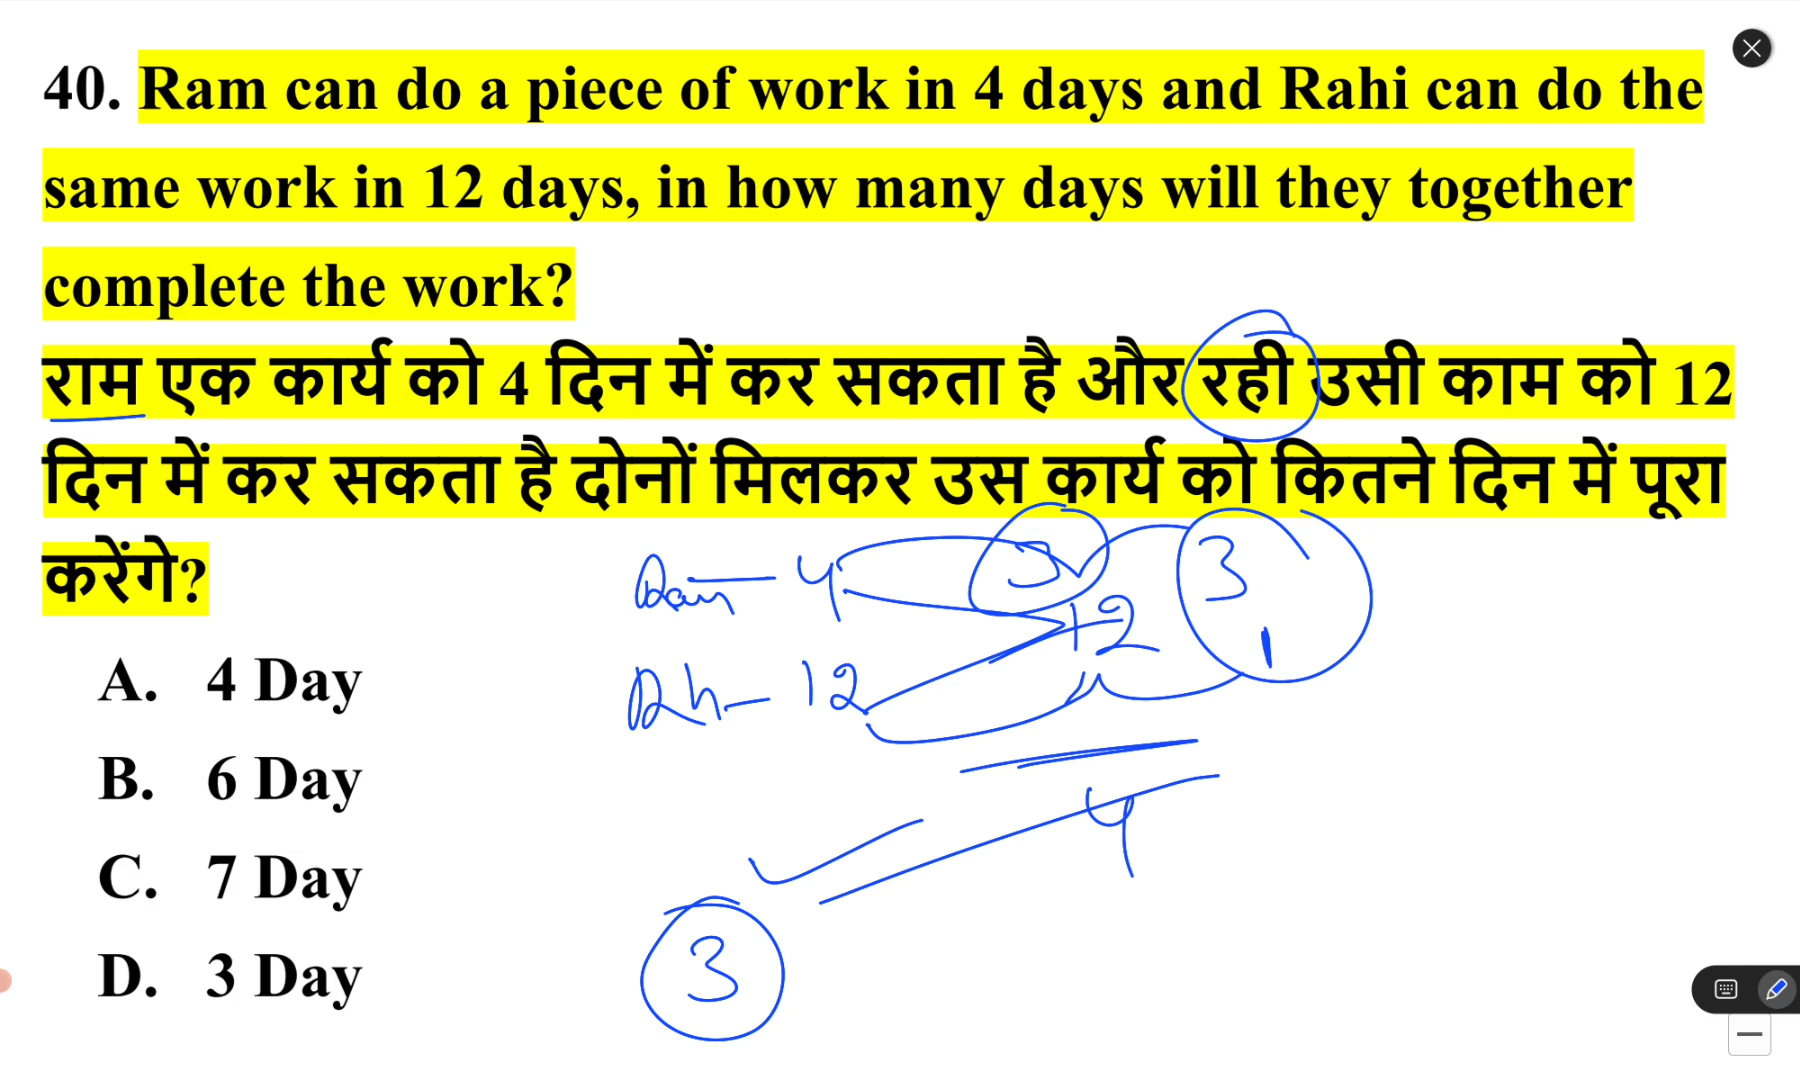 40. Ram can do a piece of work in 4 days and Rahi can do the
same work in 12 days, in how many days will they together
complete the work?
राम एक कार्य को 4 दिन में कर सकता है और रही उसी काम को 12
दिन में कर सकता है दोनों मिलकर उस कार्य को कितने दिन में पूरा
करेंगे?
Ram — 4 3 3
12 1
Rh — 12
4
A. 4 Day
B. 6 Day
C. 7 Day
D. 3 Day
3